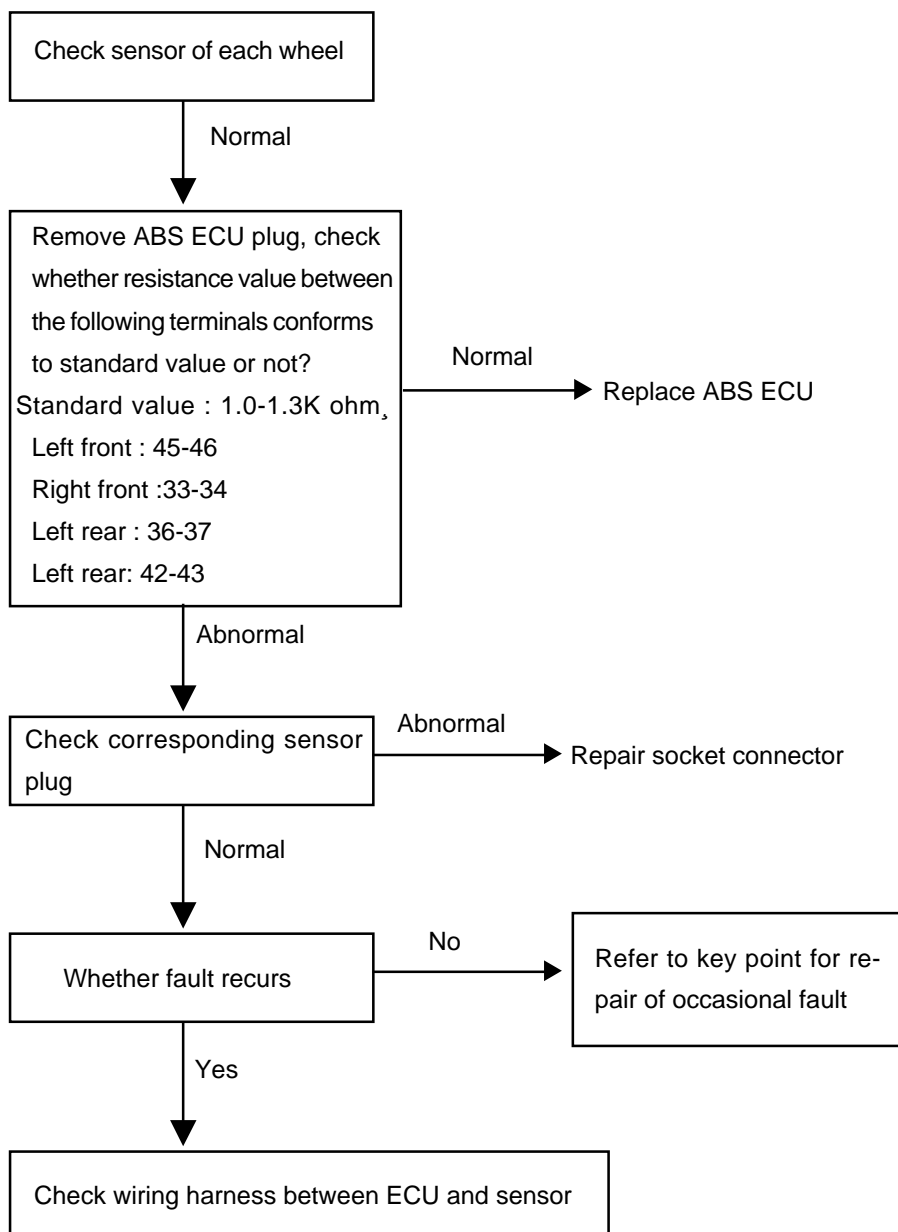 Check sensor of each wheel
Normal
Remove ABS ECU plug, check
whether resistance value between
the following terminals conforms
to standard value or not?
Standard value : 1.0-1.3K ohm¸
Left front : 45-46
Right front :33-34
Left rear : 36-37
Left rear: 42-43
Normal
Replace ABS ECU
Abnormal
Check corresponding sensor
plug
Abnormal
Repair socket connector
Normal
Whether fault recurs
No
Refer to key point for re-
pair of occasional fault
Yes
Check wiring harness between ECU and sensor